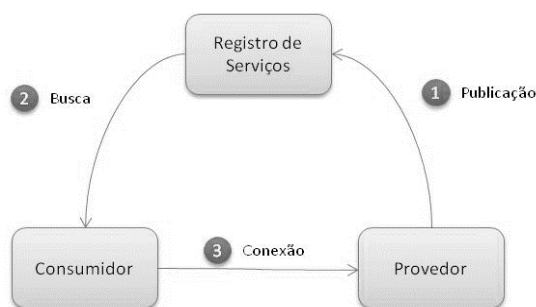 Registro de
Serviços
2 Busca
1 Publicação
3 Conexão
Consumidor
Provedor